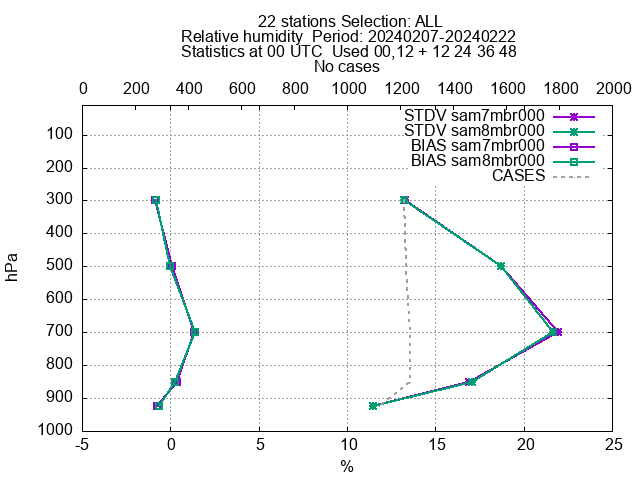 22 stations Selection: ALL
Relative humidity  Period: 20240207-20240222
Statistics at 00 UTC  Used 00,12 + 12 24 36 48
No cases
0 200 400 600 800 1000 1200 1400 1600 1800 2000
STDV sam7mbr000
STDV sam8mbr000
BIAS sam7mbr000
BIAS sam8mbr000
CASES
100
200
300
400
500
600
700
800
900
1000
hPa
-5 0 5 10 15 20 25
%